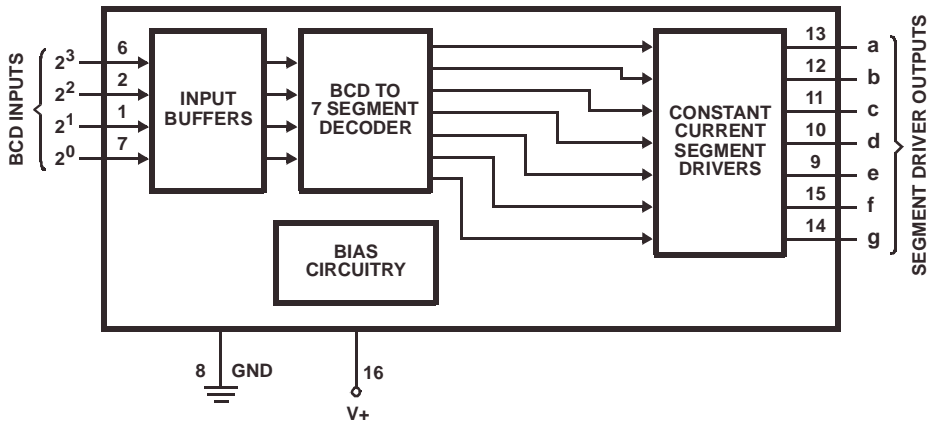 BCD INPUTS
2³ 6
2² 2
2¹ 1
2⁰ 7
INPUT
BUFFERS
BCD TO
7 SEGMENT
DECODER
BIAS
CIRCUITRY
CONSTANT
CURRENT
SEGMENT
DRIVERS
13 a
12 b
11 c
10 d
9 e
15 f
14 g
SEGMENT DRIVER OUTPUTS
8 GND
16
V+